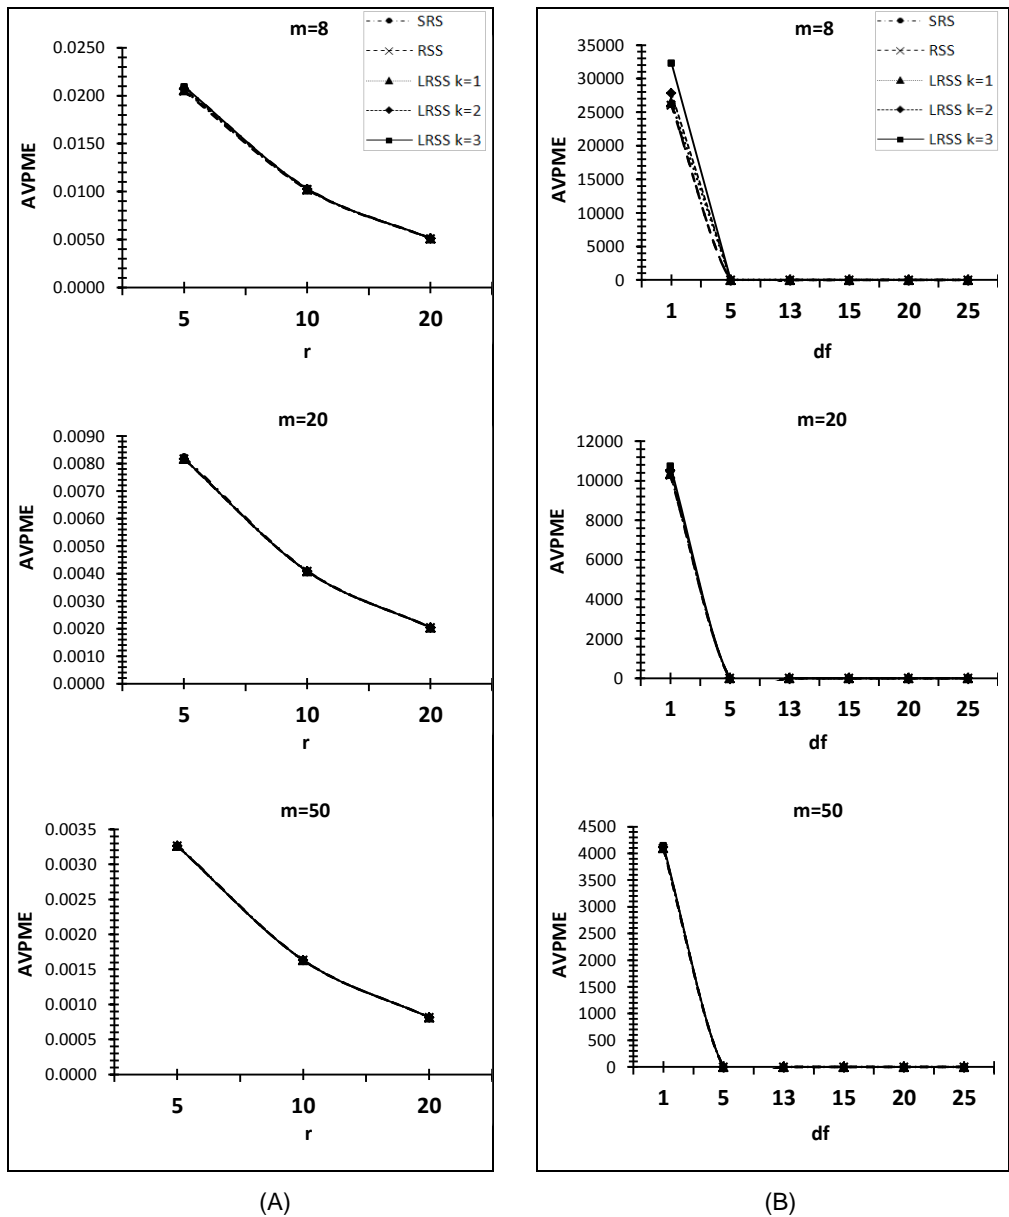 m=8
SRS
RSS
LRSS k=1
LRSS k=2
LRSS k=3
0.0250
0.0200
0.0150
0.0100
0.0050
0.0000
AVPME
5 10 20
r
m=20
0.0090
0.0080
0.0070
0.0060
0.0050
0.0040
0.0030
0.0020
0.0010
0.0000
AVPME
5 10 20
r
m=50
0.0035
0.0030
0.0025
0.0020
0.0015
0.0010
0.0005
0.0000
AVPME
5 10 20
r
(A)
m=8
SRS
RSS
LRSS k=1
LRSS k=2
LRSS k=3
35000
30000
25000
20000
15000
10000
5000
0
AVPME
1 5 13 15 20 25
df
m=20
12000
10000
8000
6000
4000
2000
0
AVPME
1 5 13 15 20 25
df
m=50
4500
4000
3500
3000
2500
2000
1500
1000
500
0
AVPME
1 5 13 15 20 25
df
(B)